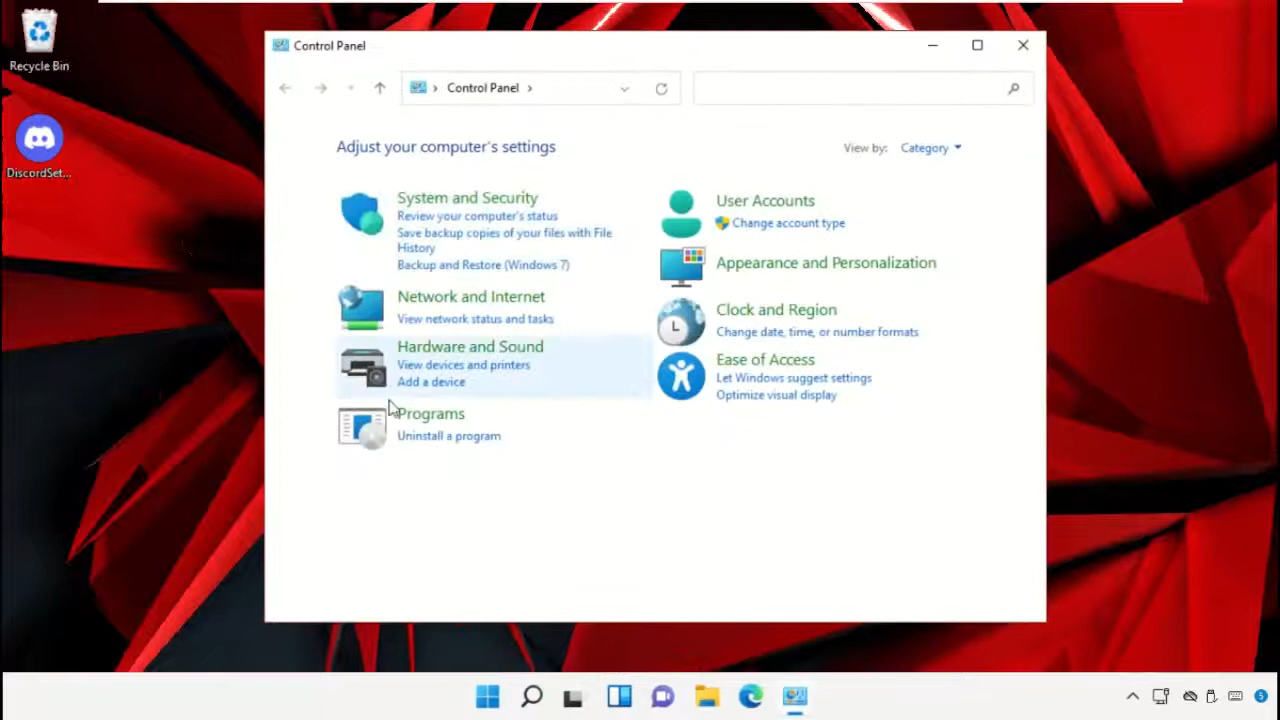 Recycle Bin
DiscordSet...
Control Panel
Control Panel
Adjust your computer's settings
View by: Category
System and Security
Review your computer's status
Save backup copies of your files with File
History
Backup and Restore (Windows 7)
Network and Internet
View network status and tasks
Hardware and Sound
View devices and printers
Add a device
Programs
Uninstall a program
User Accounts
Change account type
Appearance and Personalization
Clock and Region
Change date, time, or number formats
Ease of Access
Let Windows suggest settings
Optimize visual display
5